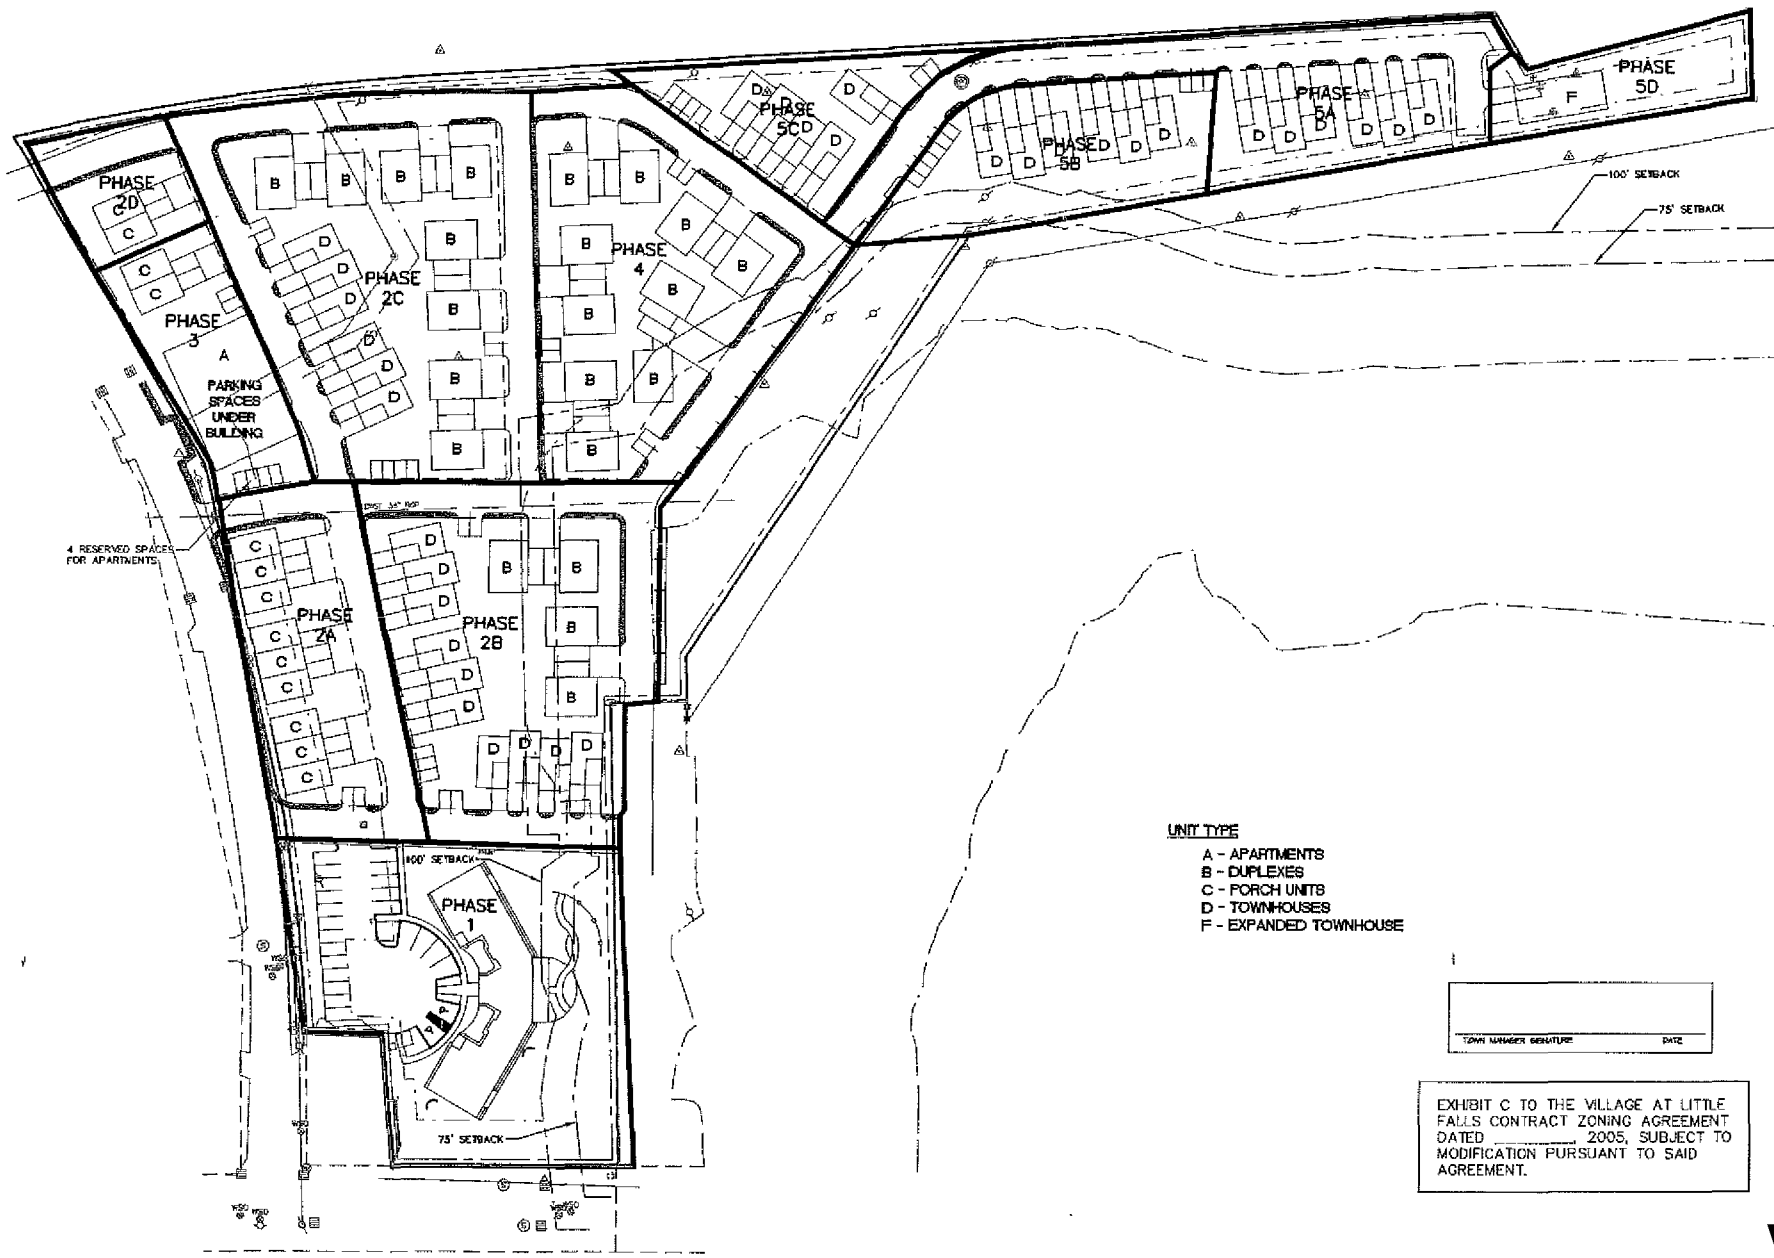 PHASE
5D
F
PHASE
5A
D D D D D D
PHASE
5B
D D D D D
PHASE
5C
D D D D D
100' SETBACK
75' SETBACK
PHASE
2D
C
C
B B B B
B B
PHASE
4
B B B B
B B B B
B
PHASE
2C
D
D
D
D
D
D
B
B
B
B
C
C
PHASE
3
A
PARKING
SPACES
UNDER
BUILDING
4 RESERVED SPACES
FOR APARTMENTS
C
C
C
C
C
C
C
C
C
PHASE
2A
D
D
D
D
D
D
PHASE
2B
B B
B
B
D D D D
100' SETBACK
PHASE
1
P
P
75' SETBACK
UNIT TYPE
A - APARTMENTS
B - DUPLEXES
C - PORCH UNITS
D - TOWNHOUSES
F - EXPANDED TOWNHOUSE
TOWN MANAGER SIGNATURE DATE
EXHIBIT C TO THE VILLAGE AT LITTLE
FALLS CONTRACT ZONING AGREEMENT
DATED ________, 2005, SUBJECT TO
MODIFICATION PURSUANT TO SAID
AGREEMENT.